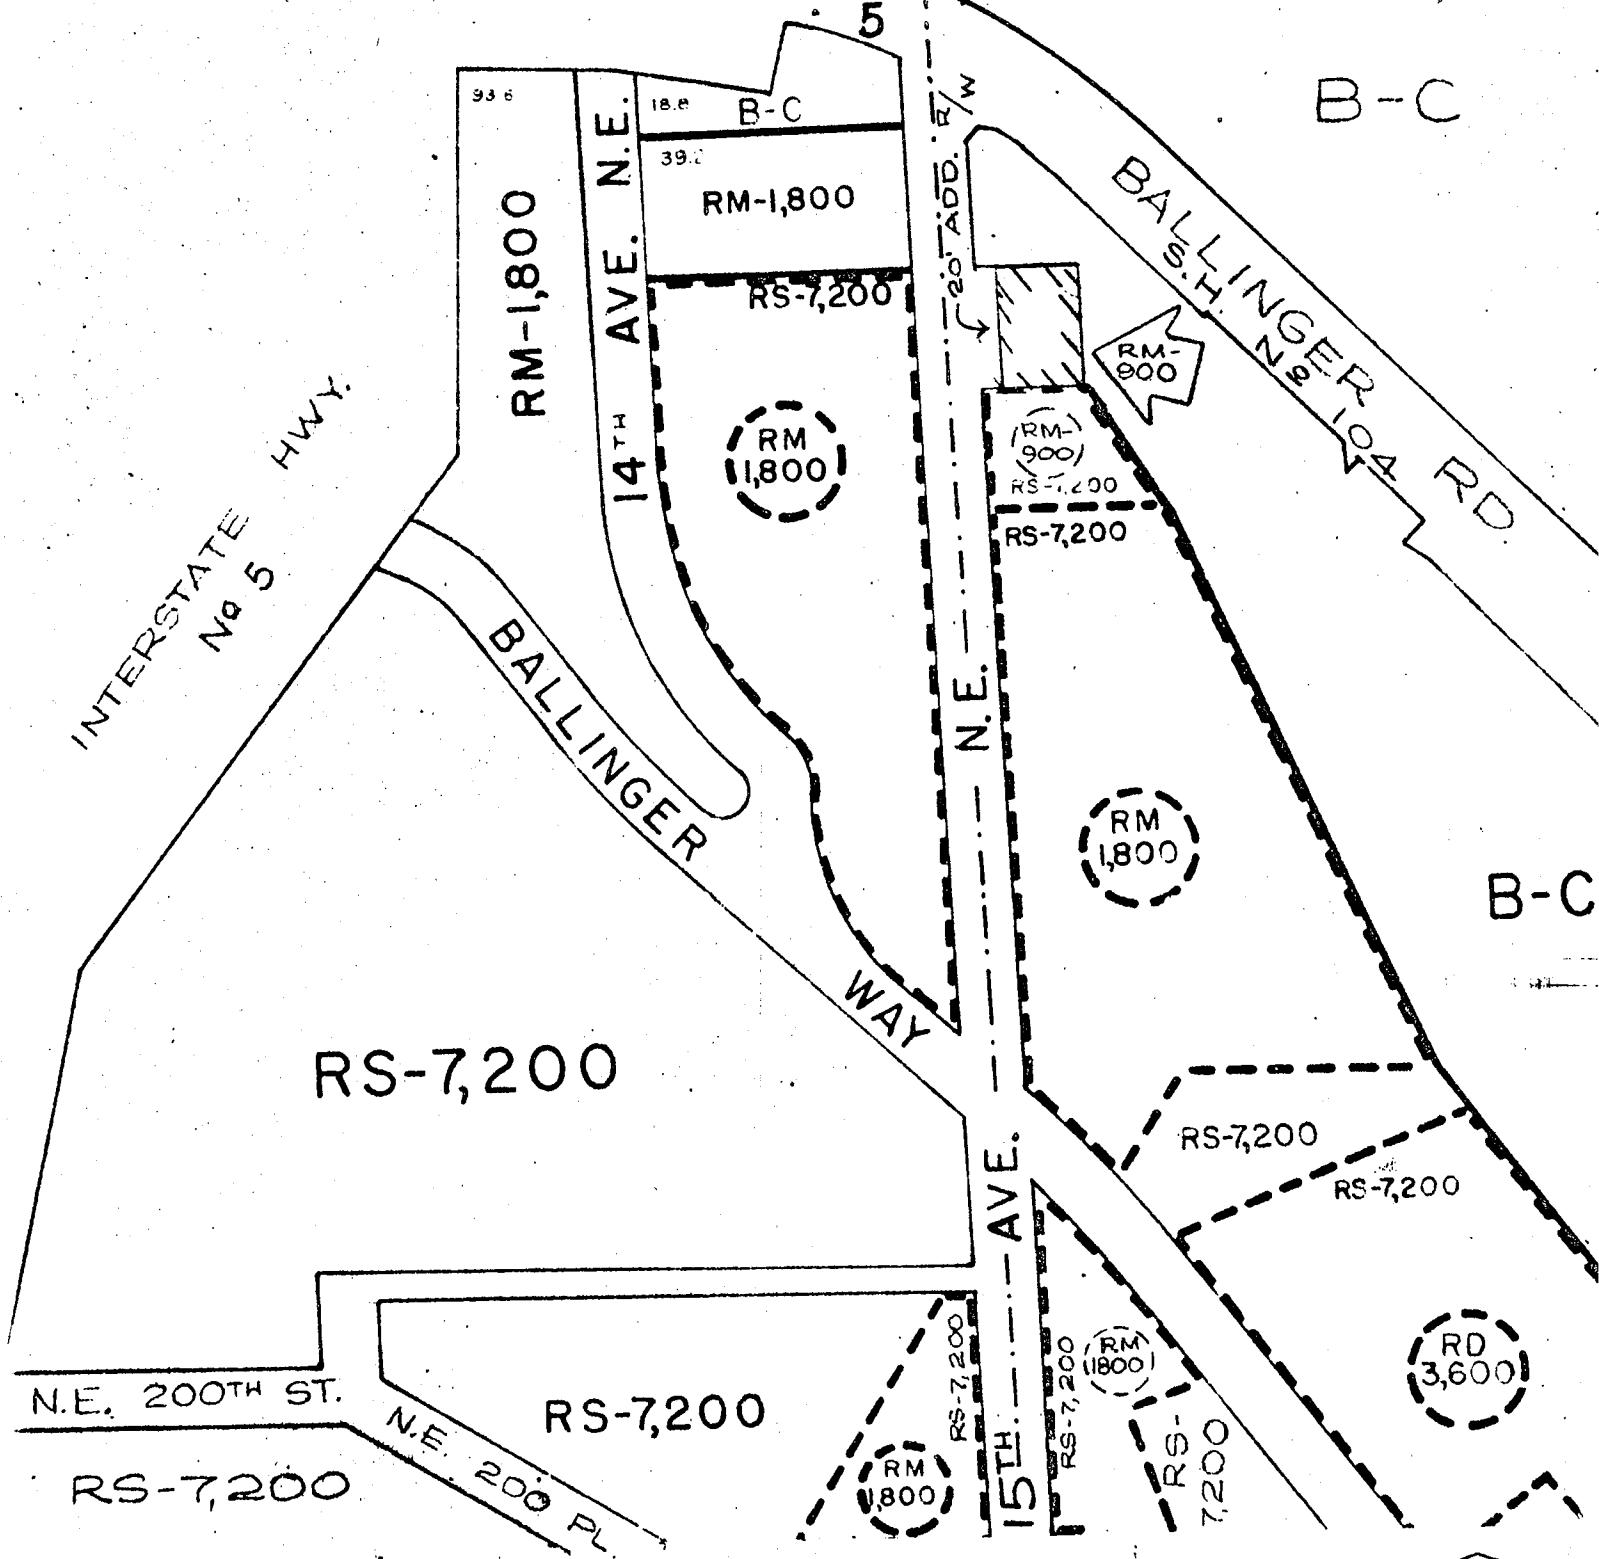 5
93.6
18.8
B-C
B-C
39.2
RM-1,800
RM-1,800
14TH AVE. N.E.
20' ADD. R/W
BALLINGER RD.
S.H. No 104
RS-7,200
RM-
900
RM
1,800
RM-
900
RS-7,200
RS-7,200
INTERSTATE HWY.
No 5
BALLINGER WAY
15TH AVE. N.E.
RM
1,800
B-C
RS-7,200
RS-7,200
RS-7,200
RS-7,200
RS-7,200
RM
1800
RD
3,600
N.E. 200TH ST.
RS-7,200
N.E. 200 PL
RS-7,200
RM
1,800
RS-
7,200